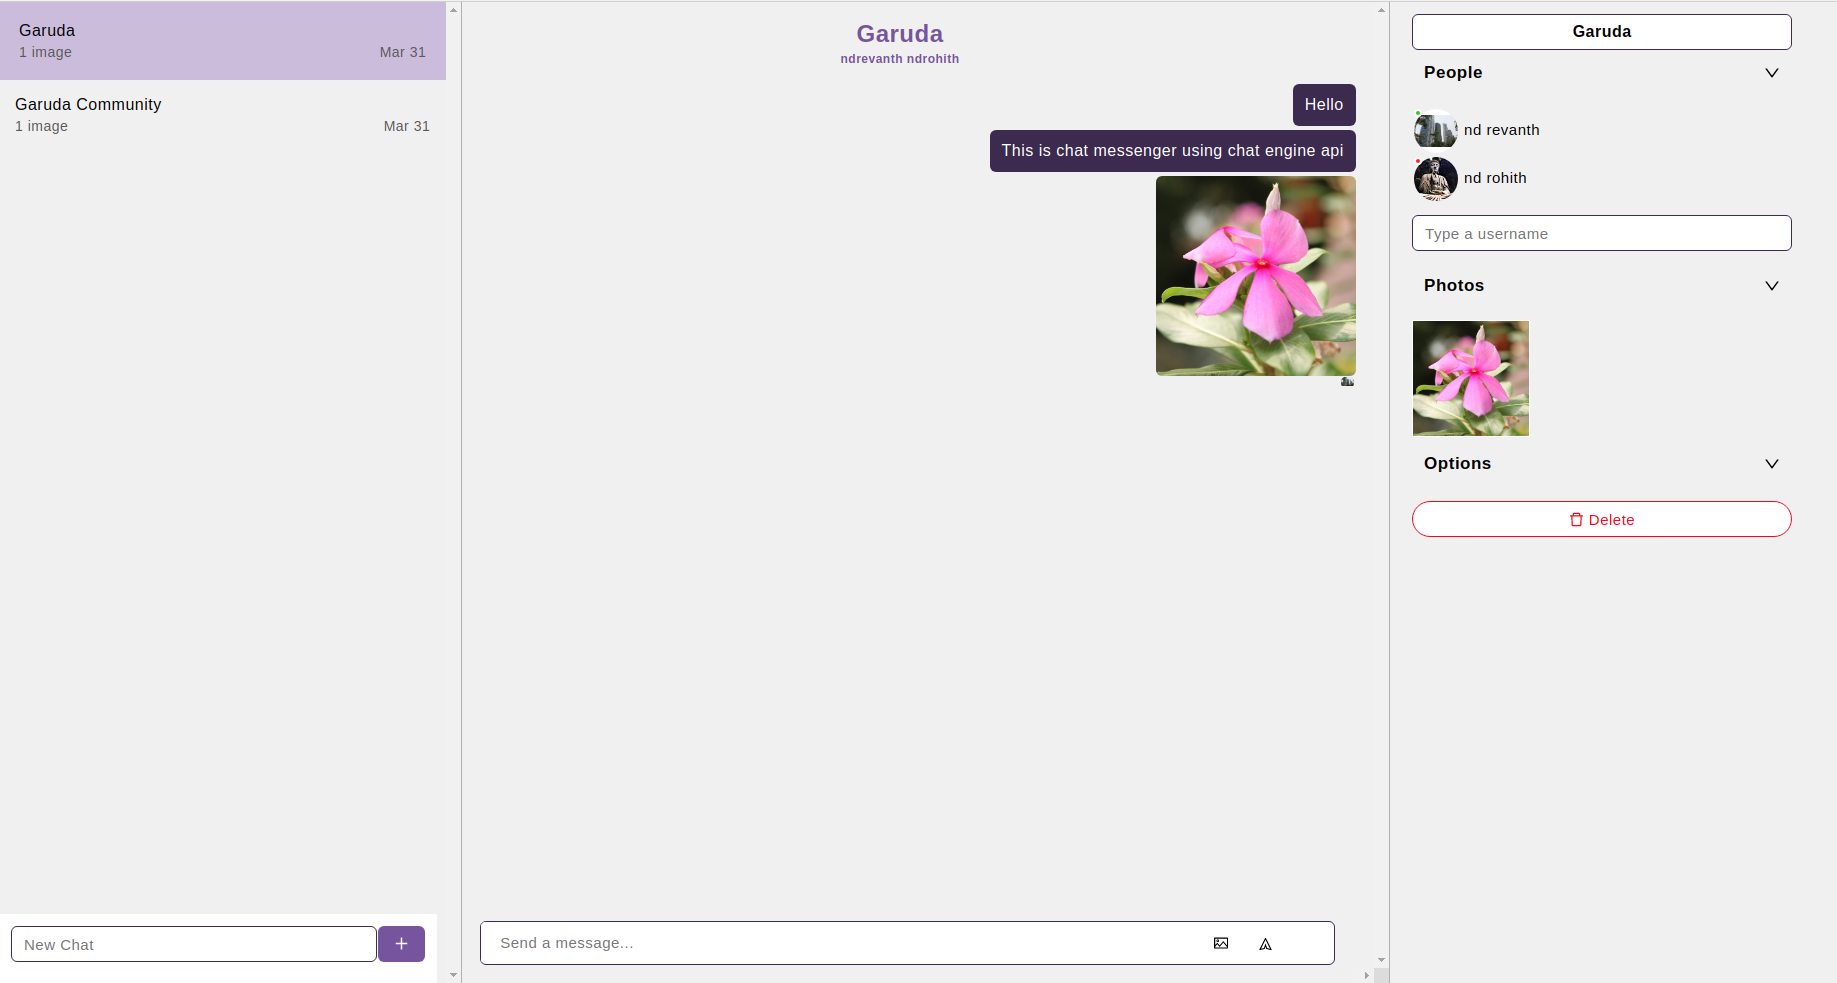 Garuda
1 image
Mar 31
Garuda Community
1 image
Mar 31
New Chat
Garuda
ndrevanth ndrohith
Hello
This is chat messenger using chat engine api
Send a message...
Garuda
People
nd revanth
nd rohith
Type a username
Photos
Options
Delete